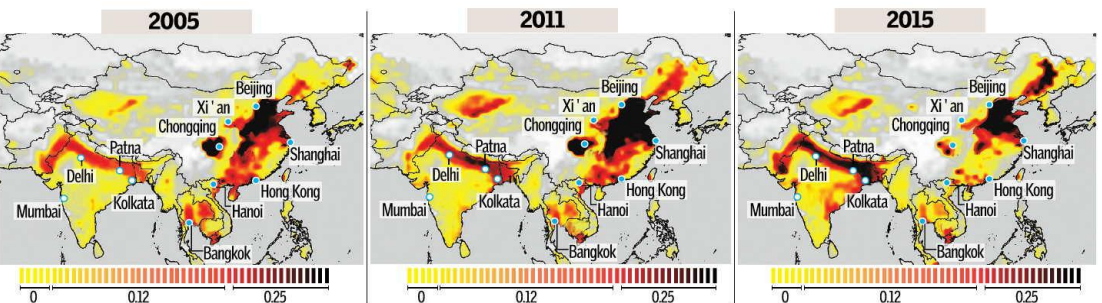 2005
Beijing
Xi ' an
Chongqing
Patna
Shanghai
Delhi
Hong Kong
Mumbai
Kolkata
Hanoi
Bangkok
0 0.12 0.25
2011
Beijing
Xi ' an
Chongqing
Patna
Shanghai
Delhi
Hong Kong
Mumbai
Kolkata
Hanoi
Bangkok
0 0.12 0.25
2015
Beijing
Xi ' an
Chongqing
Patna
Shanghai
Delhi
Hong Kong
Mumbai
Kolkata
Hanoi
Bangkok
0 0.12 0.25